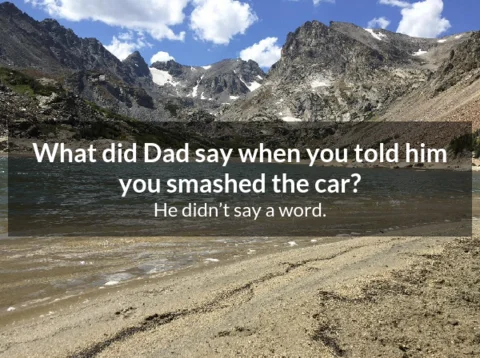 What did Dad say when you told him
you smashed the car?
He didn't say a word.